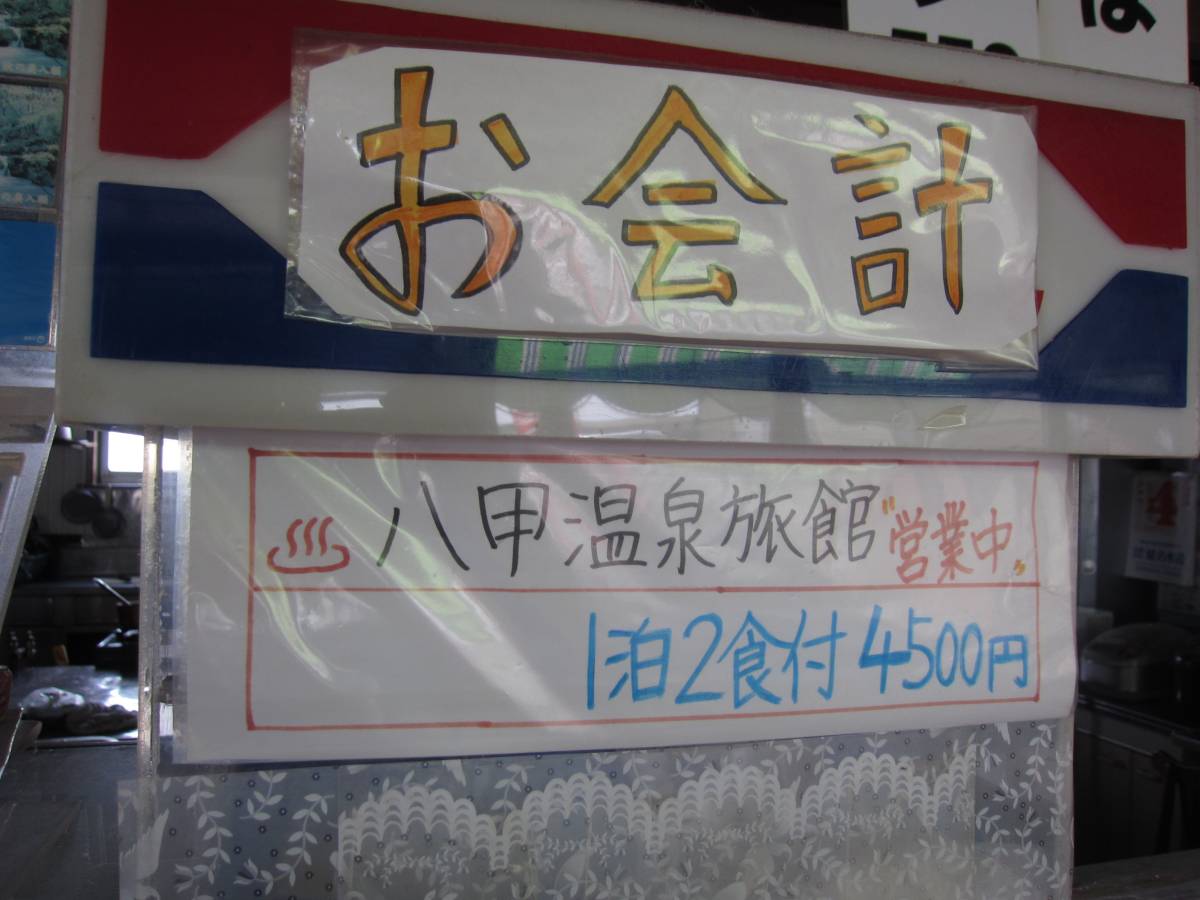 お会計
♨ 八甲温泉旅館 "営業中"
1泊2食付 4500円